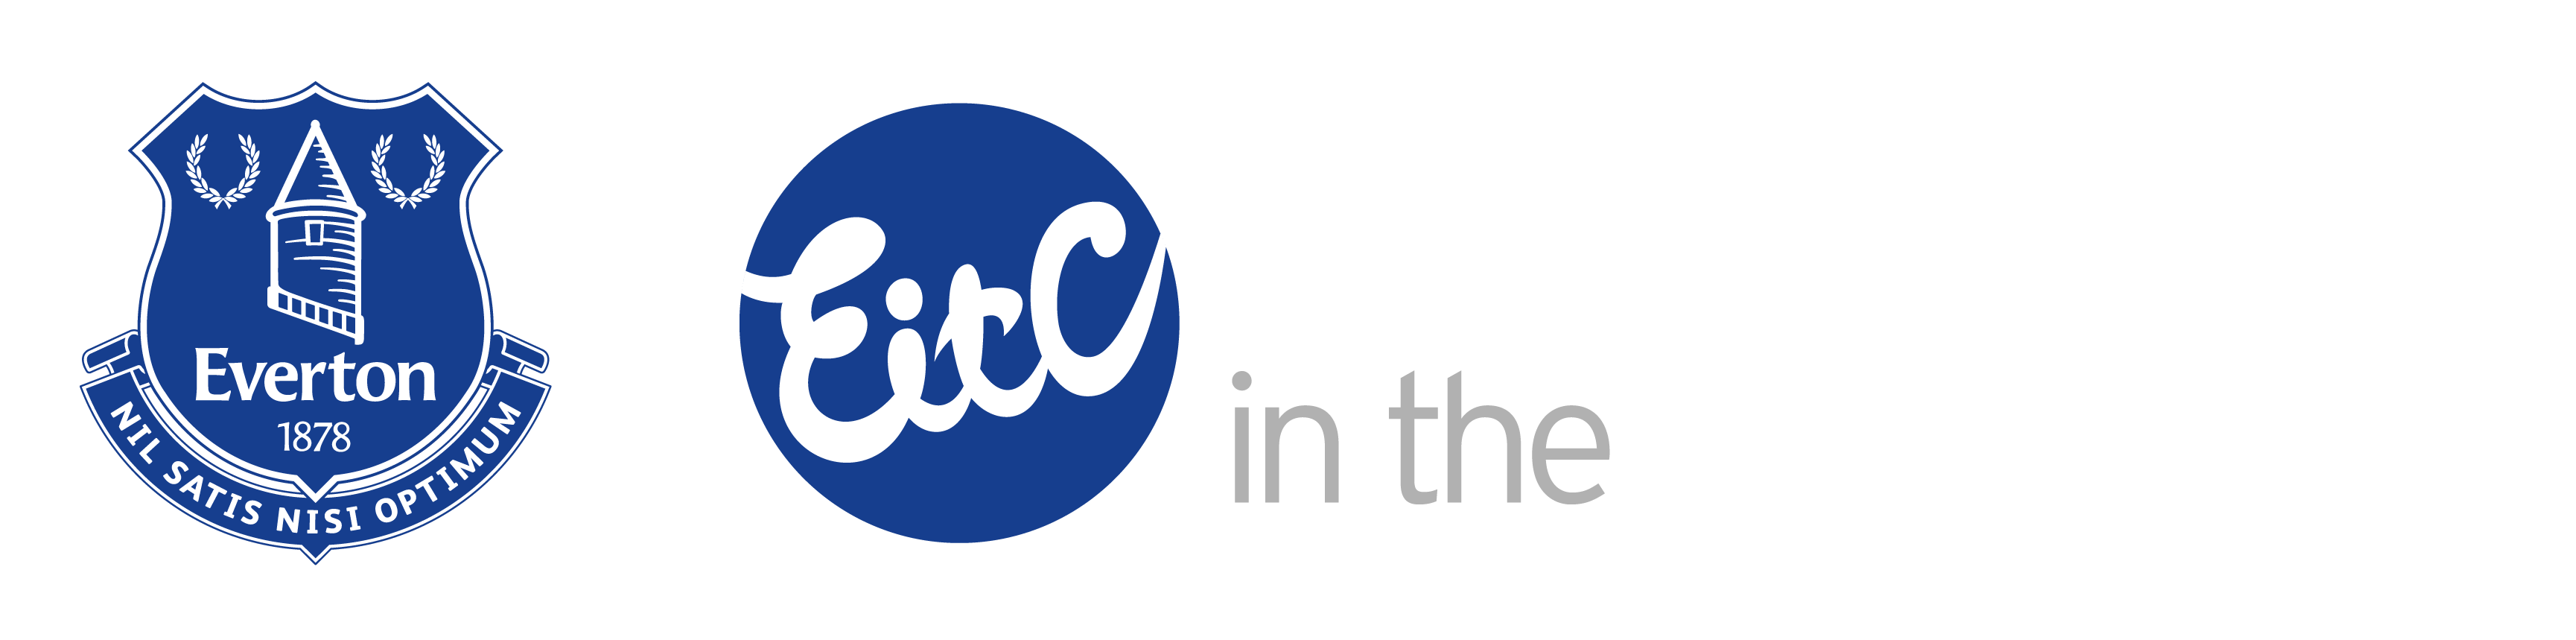 Everton
1878
NIL SATIS NISI OPTIMUM
EitC
in the